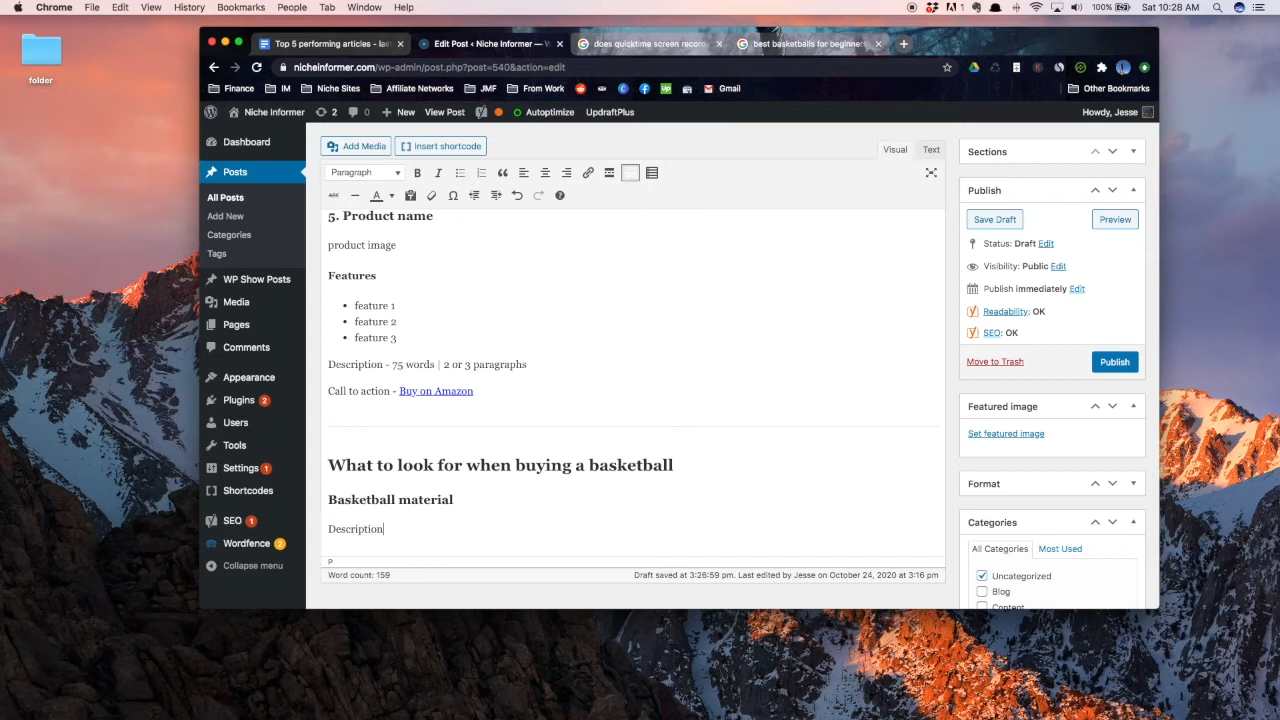 Chrome File Edit View History Bookmarks People Tab Window Help 1 100% Sat 10:28 AM
folder
Top 5 performing articles - las
Edit Post ‹ Niche Informer — W
does quicktime screen record
best basketballs for beginners
nicheinformer.com/wp-admin/post.php?post=540&action=edit
Finance IM Niche Sites Affiliate Networks JMF From Work Gmail Other Bookmarks
Niche Informer 2 0 New View Post Autoptimize UpdraftPlus Howdy, Jesse
Dashboard
Posts
All Posts
Add New
Categories
Tags
WP Show Posts
Media
Pages
Comments
Appearance
Plugins 2
Users
Tools
Settings 1
Shortcodes
SEO 1
Wordfence 2
Collapse menu
Add Media
Insert shortcode
Visual Text
Paragraph B I
ABC A
5. Product name
product image
Features
• feature 1
• feature 2
• feature 3
Description - 75 words | 2 or 3 paragraphs
Call to action - Buy on Amazon
What to look for when buying a basketball
Basketball material
Description
P
Word count: 159
Draft saved at 3:26:59 pm. Last edited by Jesse on October 24, 2020 at 3:16 pm
Sections
Publish
Save Draft
Preview
Status: Draft Edit
Visibility: Public Edit
Publish immediately Edit
Readability: OK
SEO: OK
Move to Trash
Publish
Featured image
Set featured image
Format
Categories
All Categories Most Used
Uncategorized
Blog
Content